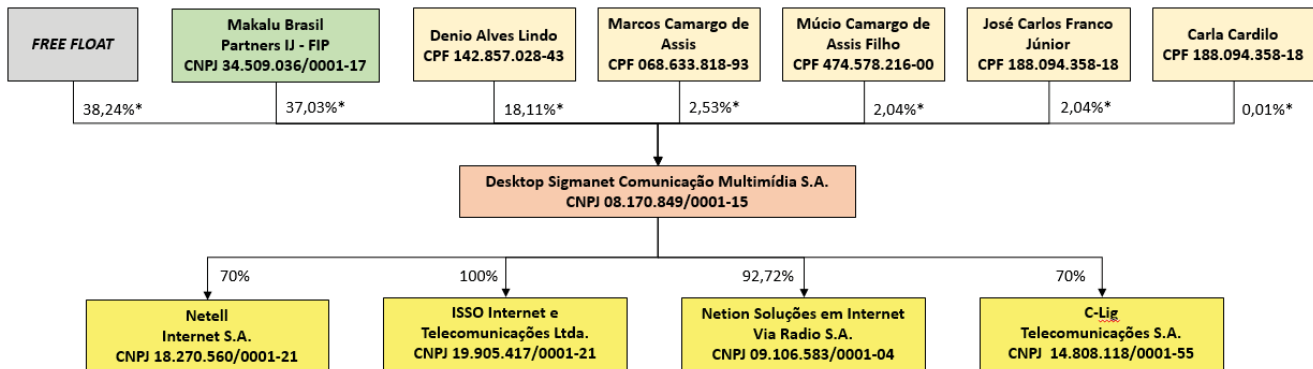 FREE FLOAT
Makalu Brasil
Partners IJ - FIP
CNPJ 34.509.036/0001-17
Denio Alves Lindo
CPF 142.857.028-43
Marcos Camargo de
Assis
CPF 068.633.818-93
Múcio Camargo de
Assis Filho
CPF 474.578.216-00
José Carlos Franco
Júnior
CPF 188.094.358-18
Carla Cardilo
CPF 188.094.358-18
38,24%*
37,03%*
18,11%*
2,53%*
2,04%*
2,04%*
0,01%*
Desktop Sigmanet Comunicação Multimídia S.A.
CNPJ 08.170.849/0001-15
70%
100%
92,72%
70%
Netell
Internet S.A.
CNPJ 18.270.560/0001-21
ISSO Internet e
Telecomunicações Ltda.
CNPJ 19.905.417/0001-21
Netion Soluções em Internet
Via Radio S.A.
CNPJ 09.106.583/0001-04
C-Lig
Telecomunicações S.A.
CNPJ 14.808.118/0001-55